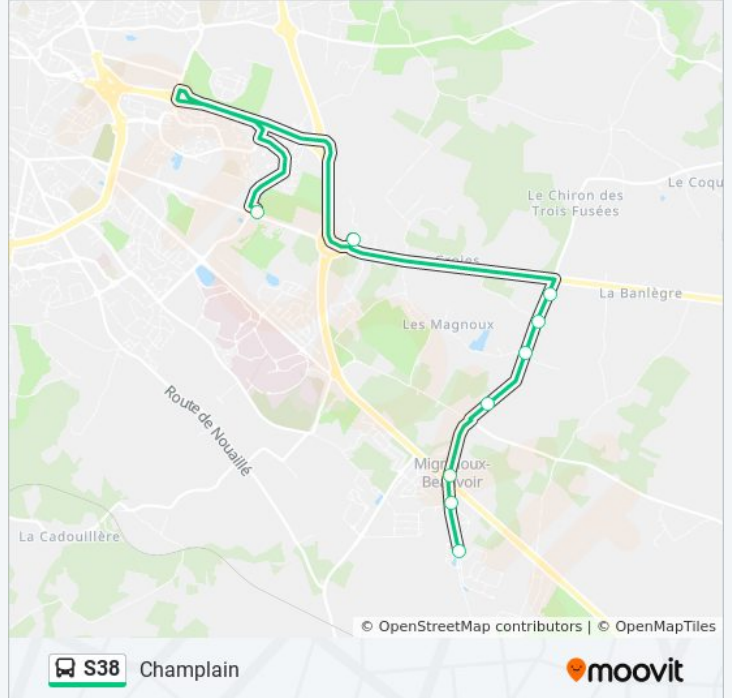 Le Chiron des
Trois Fusées
Le Coqu
Groies
La Banlègre
Les Magnoux
Route de Nouaillé
Mignaloux-
Beauvoir
La Cadouillère
© OpenStreetMap contributors | © OpenMapTiles
S38 Champlain
moovit